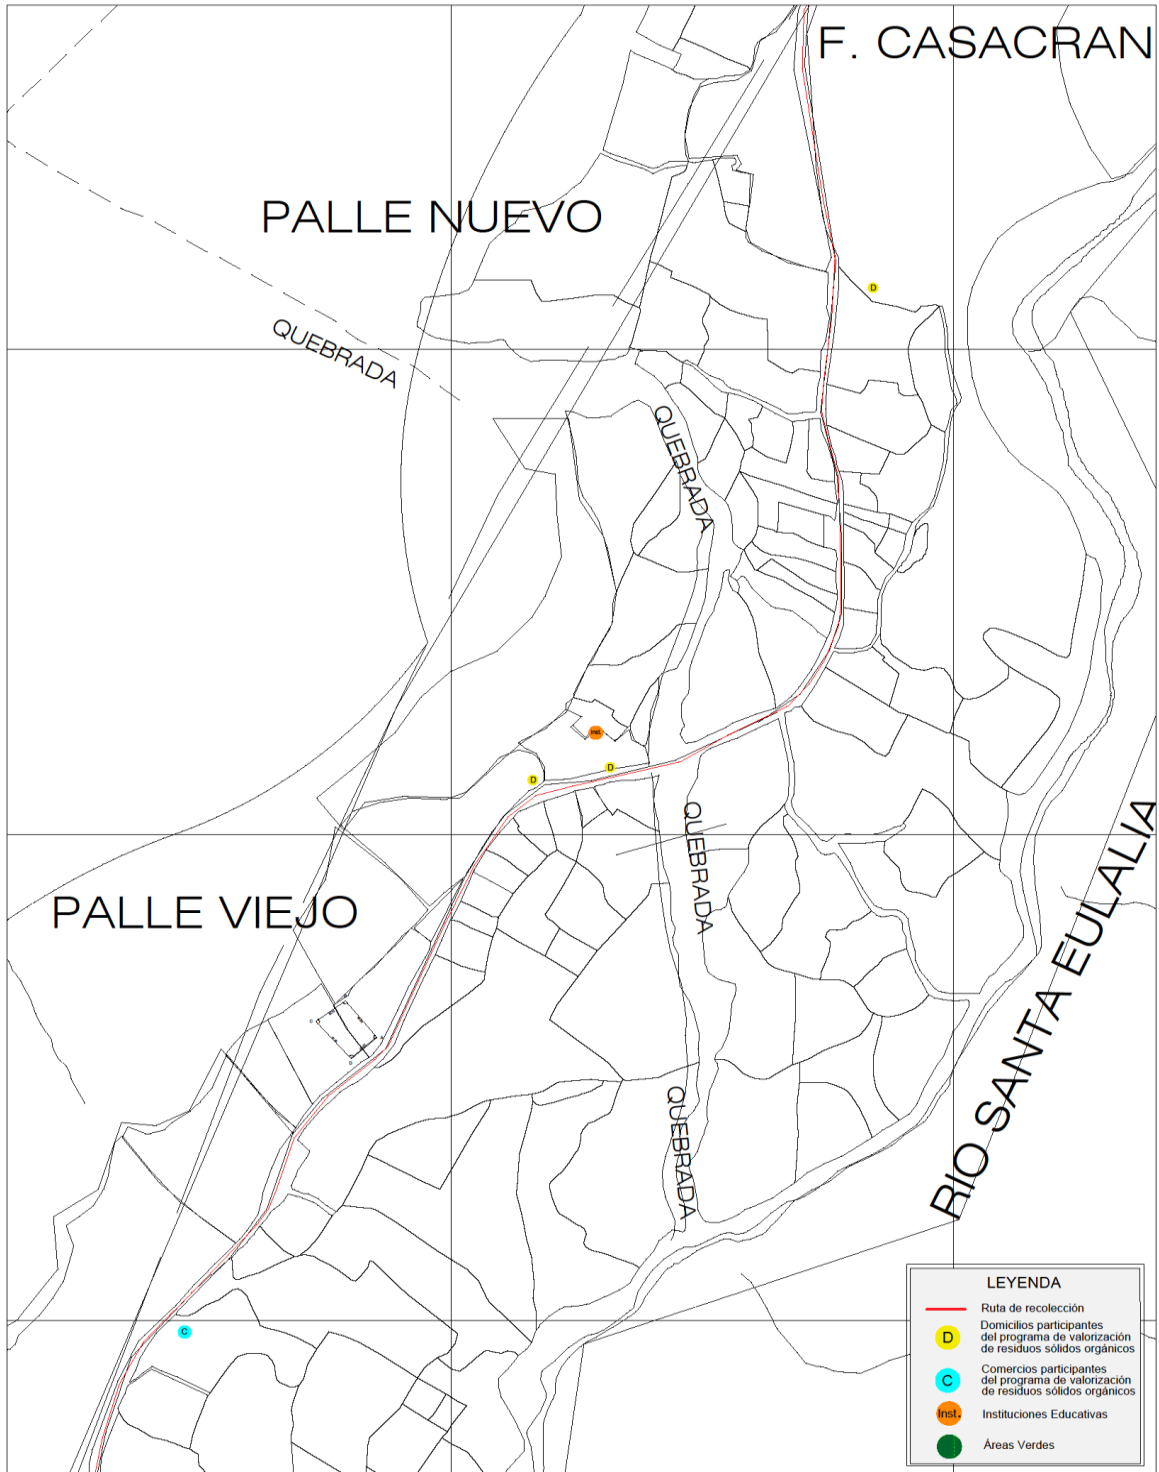 F. CASACRAN
PALLE NUEVO
D
QUEBRADA
QUEBRADA
Inst.
D
D
QUEBRADA
RIO SANTA EULALIA
PALLE VIEJO
QUEBRADA
C
LEYENDA
Ruta de recolección
D
Domicilios participantes
del programa de valorización
de residuos sólidos orgánicos
C
Comercios participantes
del programa de valorización
de residuos sólidos orgánicos
Inst.
Instituciones Educativas
Áreas Verdes